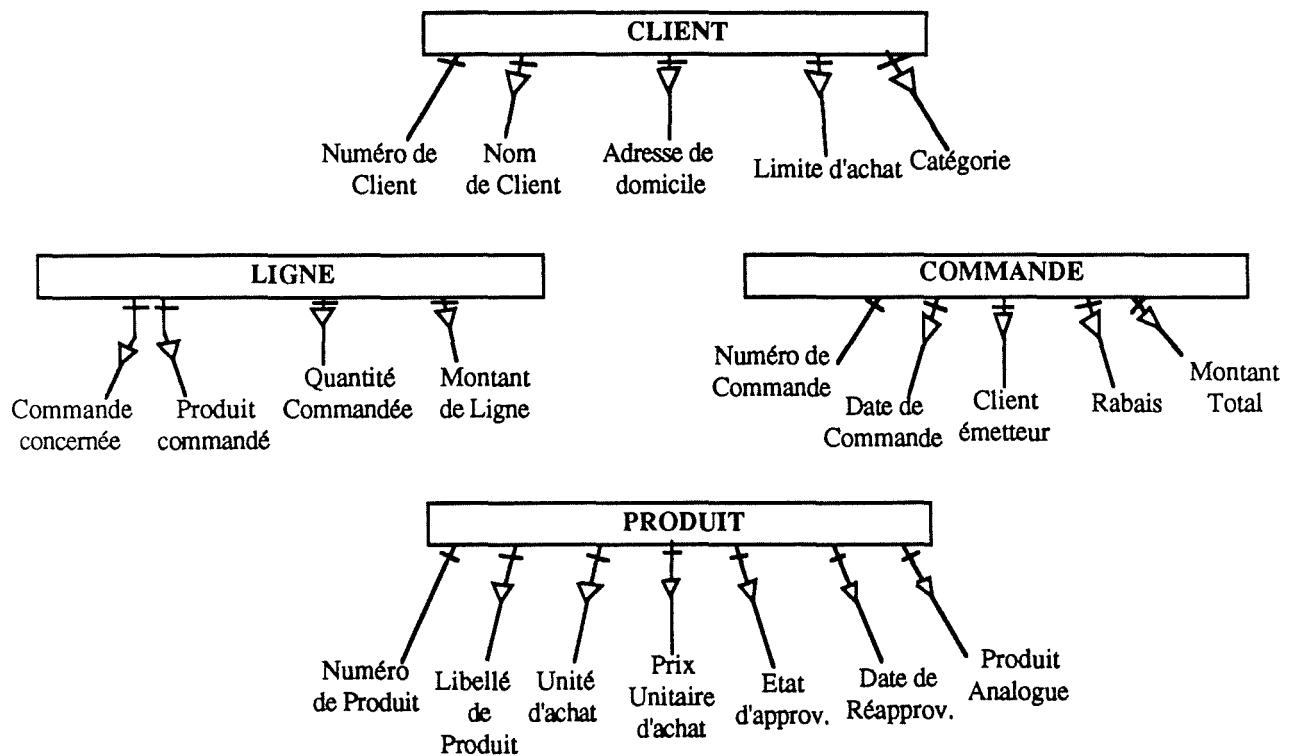 CLIENT
Numéro de
Client
Nom
de Client
Adresse de
domicile
Limite d'achat
Catégorie
LIGNE
Commande
concernée
Produit
commandé
Quantité
Commandée
Montant
de Ligne
COMMANDE
Numéro de
Commande
Date de
Commande
Client
émetteur
Rabais
Montant
Total
PRODUIT
Numéro
de Produit
Libellé
de
Produit
Unité
d'achat
Prix
Unitaire
d'achat
Etat
d'approv.
Date de
Réapprov.
Produit
Analogue